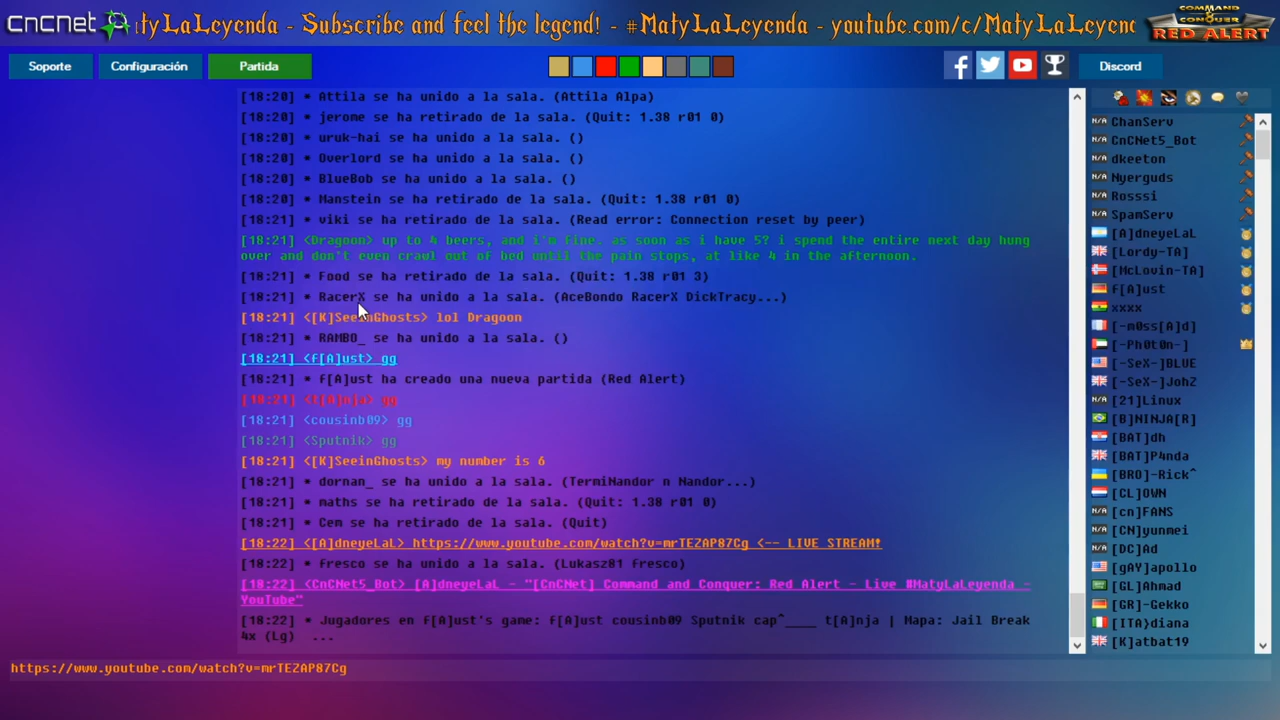 CnCNet
tyLaLeyenda - Subscribe and feel the legend! - #MatyLaLeyenda - youtube.com/c/MatyLaLeyenc
COMMAND & CONQUER
RED ALERT
Soporte
Configuración
Partida
Discord
[18:20] * Attila se ha unido a la sala. (Attila Alpa)
[18:20] * jerome se ha retirado de la sala. (Quit: 1.38 r01 0)
[18:20] * uruk-hai se ha unido a la sala. ()
[18:20] * Overlord se ha unido a la sala. ()
[18:20] * BlueBob se ha unido a la sala. ()
[18:20] * Manstein se ha retirado de la sala. (Quit: 1.38 r01 0)
[18:21] * viki se ha retirado de la sala. (Read error: Connection reset by peer)
[18:21] <Dragoon> up to 4 beers, and i'm fine. as soon as i have 5? i spend the entire next day hung
over and don't even crawl out of bed until the pain stops, at like 4 in the afternoon.
[18:21] * Food se ha retirado de la sala. (Quit: 1.38 r01 3)
[18:21] * RacerX se ha unido a la sala. (AceBondo RacerX DickTracy...)
[18:21] <[K]SeeinGhosts> lol Dragoon
[18:21] * RAMBO_ se ha unido a la sala. ()
[18:21] <f[A]ust> gg
[18:21] * f[A]ust ha creado una nueva partida (Red Alert)
[18:21] <t[A]nja> gg
[18:21] <cousinb09> gg
[18:21] <Sputnik> gg
[18:21] <[K]SeeinGhosts> my number is 6
[18:21] * dornan_ se ha unido a la sala. (TermiNandor n Nandor...)
[18:21] * maths se ha retirado de la sala. (Quit: 1.38 r01 0)
[18:21] * Cem se ha retirado de la sala. (Quit)
[18:22] <[A]dneyeLaL> https://www.youtube.com/watch?v=mrTEZAP87Cg <-- LIVE STREAM!
[18:22] * fresco se ha unido a la sala. (Lukasz81 fresco)
[18:22] <CnCNet5_Bot> [A]dneyeLaL - "[CnCNet] Command and Conquer: Red Alert - Live #MatyLaLeyenda -
YouTube"
[18:22] * Jugadores en f[A]ust's game: f[A]ust cousinb09 Sputnik cap^____ t[A]nja | Mapa: Jail Break
4x (Lg) ...
https://www.youtube.com/watch?v=mrTEZAP87Cg
N/A ChanServ
N/A CnCNet5_Bot
N/A dkeeton
N/A Nyerguds
N/A Rosssi
N/A SpamServ
[A]dneyeLaL
[Lordy-TA]
[McLovin-TA]
f[A]ust
xxxx
[-m0ss[A]d]
[-Ph0t0n-]
[-SeX-]BLUE
[-SeX-]JohZ
N/A [21]Linux
[B]NINJA[R]
[BAT]dh
[BAT]P4nda
[BRO]-Rick^
[CL]OWN
N/A [cn]FANS
N/A [CN]yunmei
N/A [DC]Ad
[gAY]apollo
[GL]Ahmad
[GR]-Gekko
[ITA}diana
N/A [K]atbat19